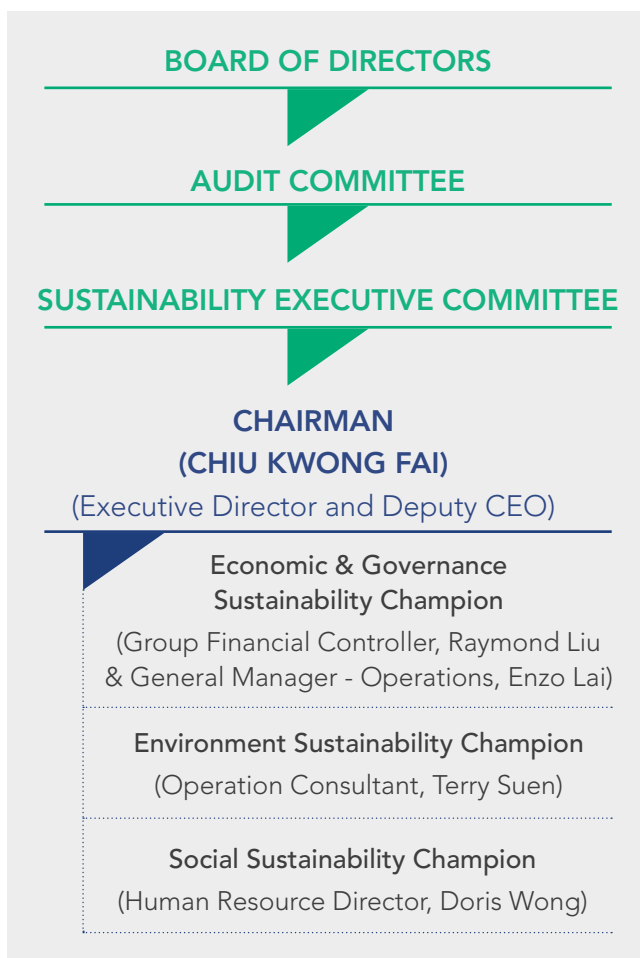 BOARD OF DIRECTORS
AUDIT COMMITTEE
SUSTAINABILITY EXECUTIVE COMMITTEE
CHAIRMAN
(CHIU KWONG FAI)
(Executive Director and Deputy CEO)
Economic & Governance
Sustainability Champion
(Group Financial Controller, Raymond Liu
& General Manager - Operations, Enzo Lai)
Environment Sustainability Champion
(Operation Consultant, Terry Suen)
Social Sustainability Champion
(Human Resource Director, Doris Wong)